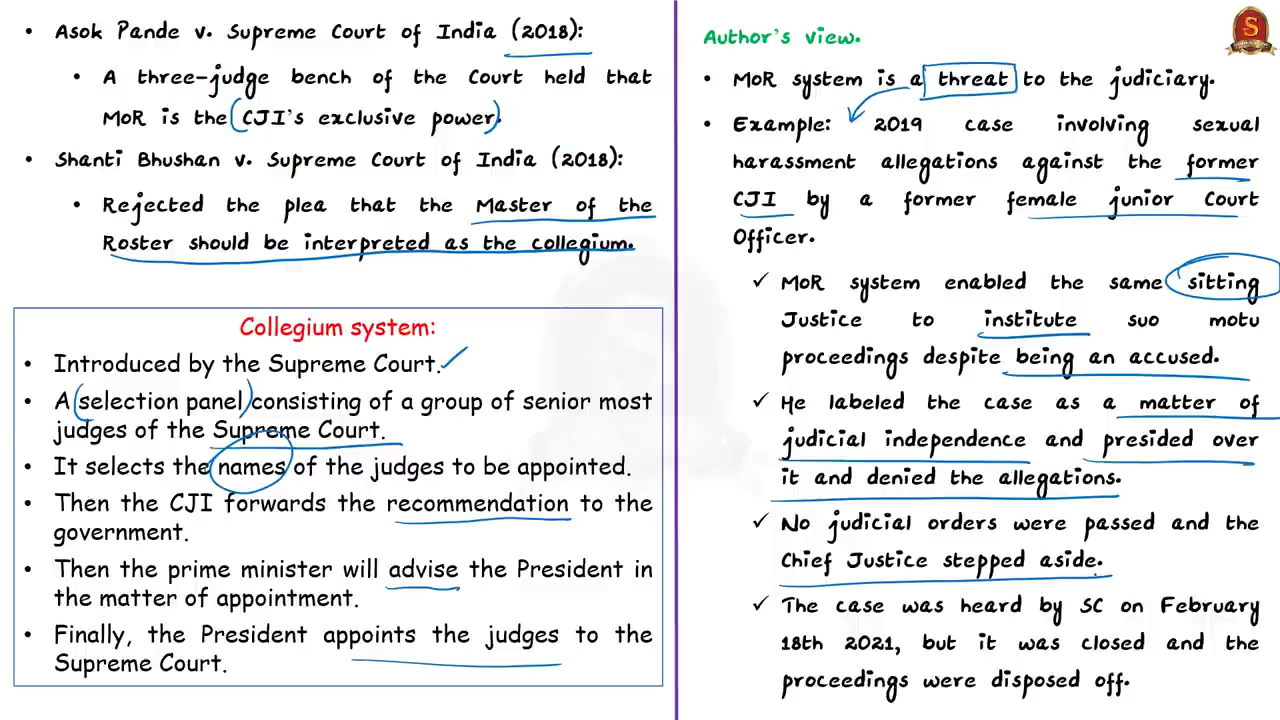 • Asok Pande v. Supreme Court of India (2018):
• A three-judge bench of the Court held that
MoR is the CJI's exclusive power.
• Shanti Bhushan v. Supreme Court of India (2018):
• Rejected the plea that the Master of the
Roster should be interpreted as the collegium.
Collegium system:
• Introduced by the Supreme Court.
• A selection panel consisting of a group of senior most
judges of the Supreme Court.
• It selects the names of the judges to be appointed.
• Then the CJI forwards the recommendation to the
government.
• Then the prime minister will advise the President in
the matter of appointment.
• Finally, the President appoints the judges to the
Supreme Court.
Author's view.
• MoR system is a threat to the judiciary.
• Example: 2019 case involving sexual
harassment allegations against the former
CJI by a former female junior Court
Officer.
✓ MoR system enabled the same sitting
Justice to institute suo motu
proceedings despite being an accused.
✓ He labeled the case as a matter of
judicial independence and presided over
it and denied the allegations.
✓ No judicial orders were passed and the
Chief Justice stepped aside.
✓ The case was heard by SC on February
18th 2021, but it was closed and the
proceedings were disposed off.
S